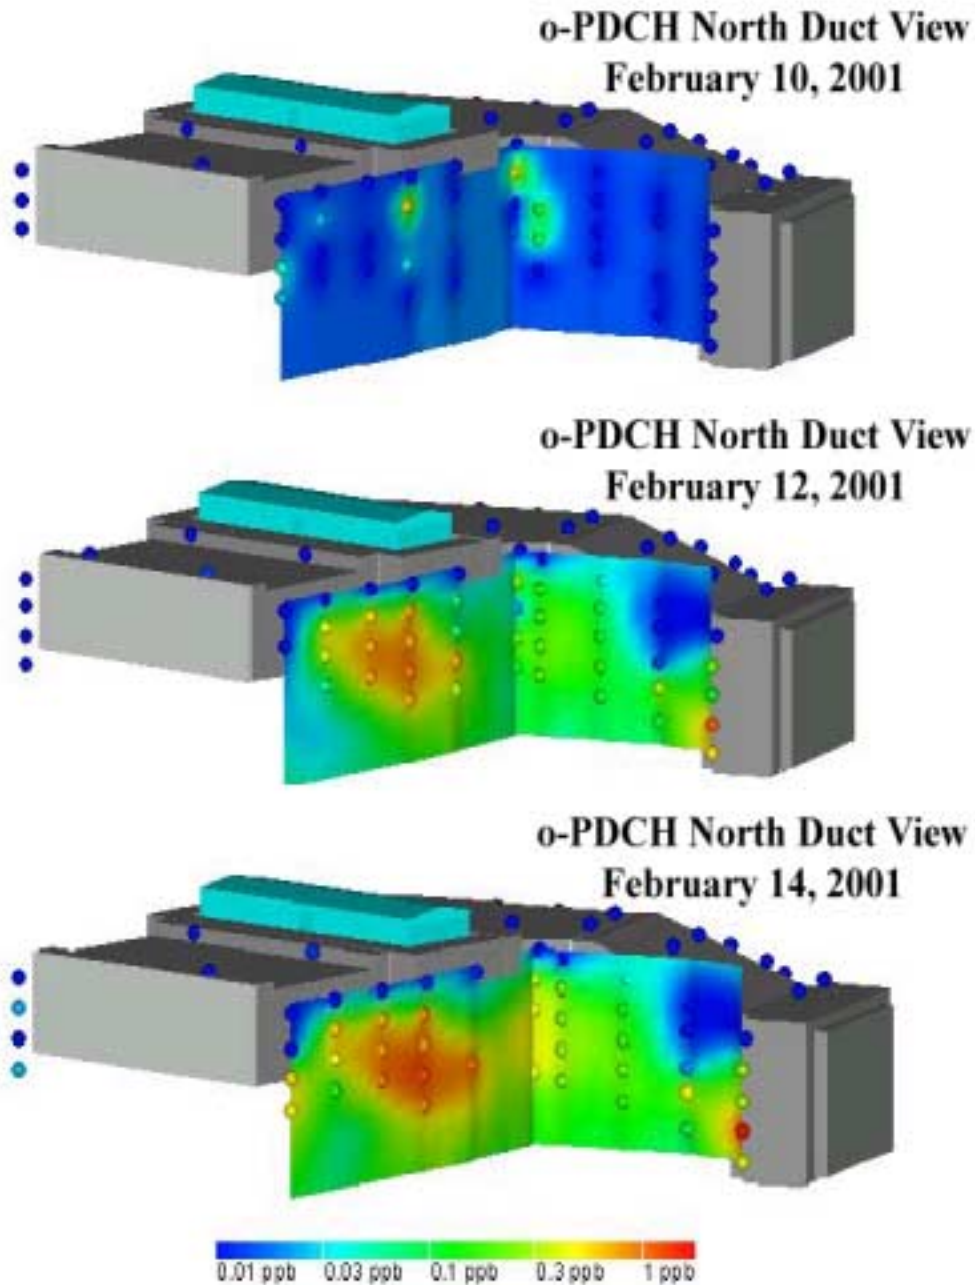 o-PDCH North Duct View
February 10, 2001
o-PDCH North Duct View
February 12, 2001
o-PDCH North Duct View
February 14, 2001
0.01 ppb 0.03 ppb 0.1 ppb 0.3 ppb 1 ppb